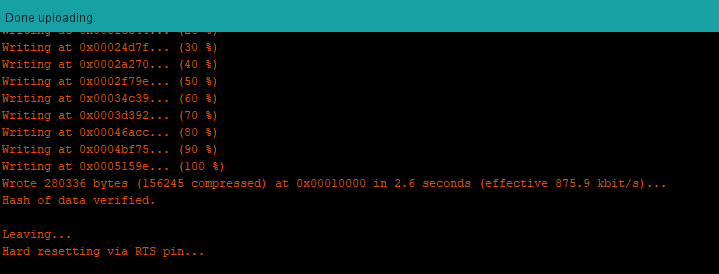 Done uploading.
Writing at 0x00024d7f... (30 %)
Writing at 0x0002a270... (40 %)
Writing at 0x0002f79e... (50 %)
Writing at 0x00034c39... (60 %)
Writing at 0x0003d392... (70 %)
Writing at 0x00046acc... (80 %)
Writing at 0x0004bf75... (90 %)
Writing at 0x0005159e... (100 %)
Wrote 280336 bytes (156245 compressed) at 0x00010000 in 2.6 seconds (effective 875.9 kbit/s)...
Hash of data verified.
Leaving...
Hard resetting via RTS pin...